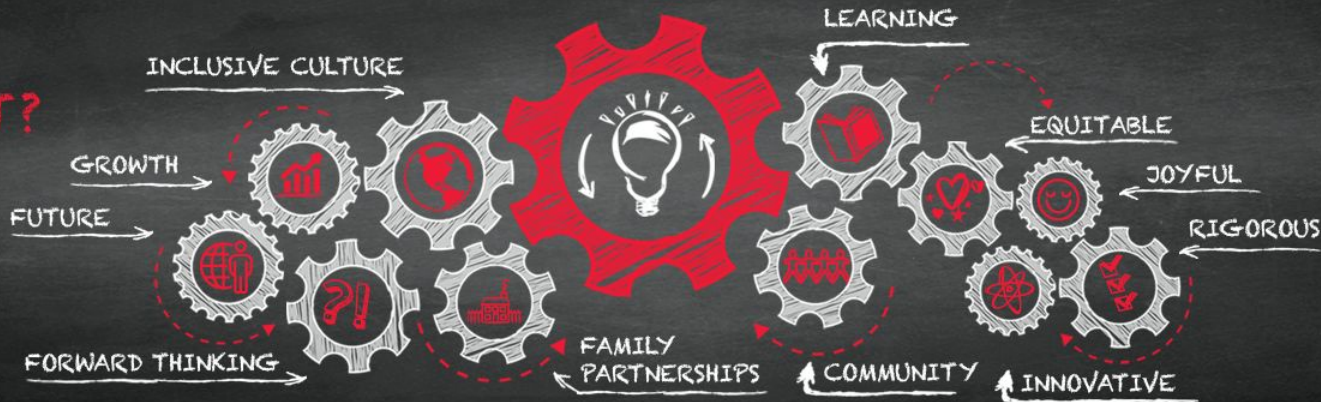 LEARNING
INCLUSIVE CULTURE
T?
EQUITABLE
GROWTH
JOYFUL
FUTURE
RIGOROUS
?!
FAMILY
PARTNERSHIPS
FORWARD THINKING
COMMUNITY
INNOVATIVE